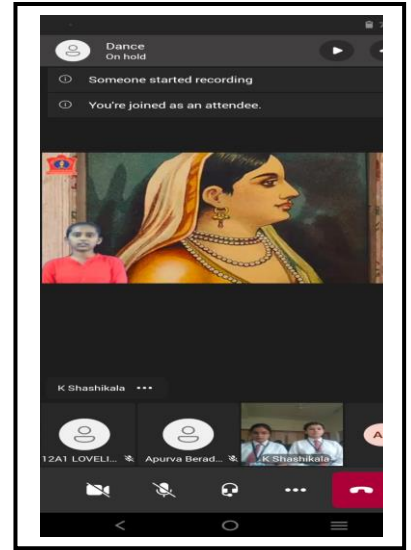 Dance
On hold
Someone started recording
You're joined as an attendee.
K Shashikala
12A1 LOVELI...
Apurva Berad...
K Shashikala
A